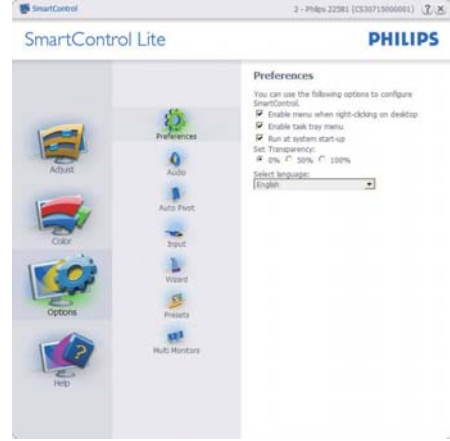 SmartControl
2 - Philips 225B1 (CS30715000001) ? X
SmartControl Lite
PHILIPS
Adjust
Color
Options
Help
Preferences
Audio
Auto Pivot
Input
Wizard
Presets
Multi Monitors
Preferences
You can use the following options to configure
SmartControl.
Enable menu when right-clicking on desktop
Enable task tray menu
Run at system start-up
Set Transparency:
0% 50% 100%
Select language:
English